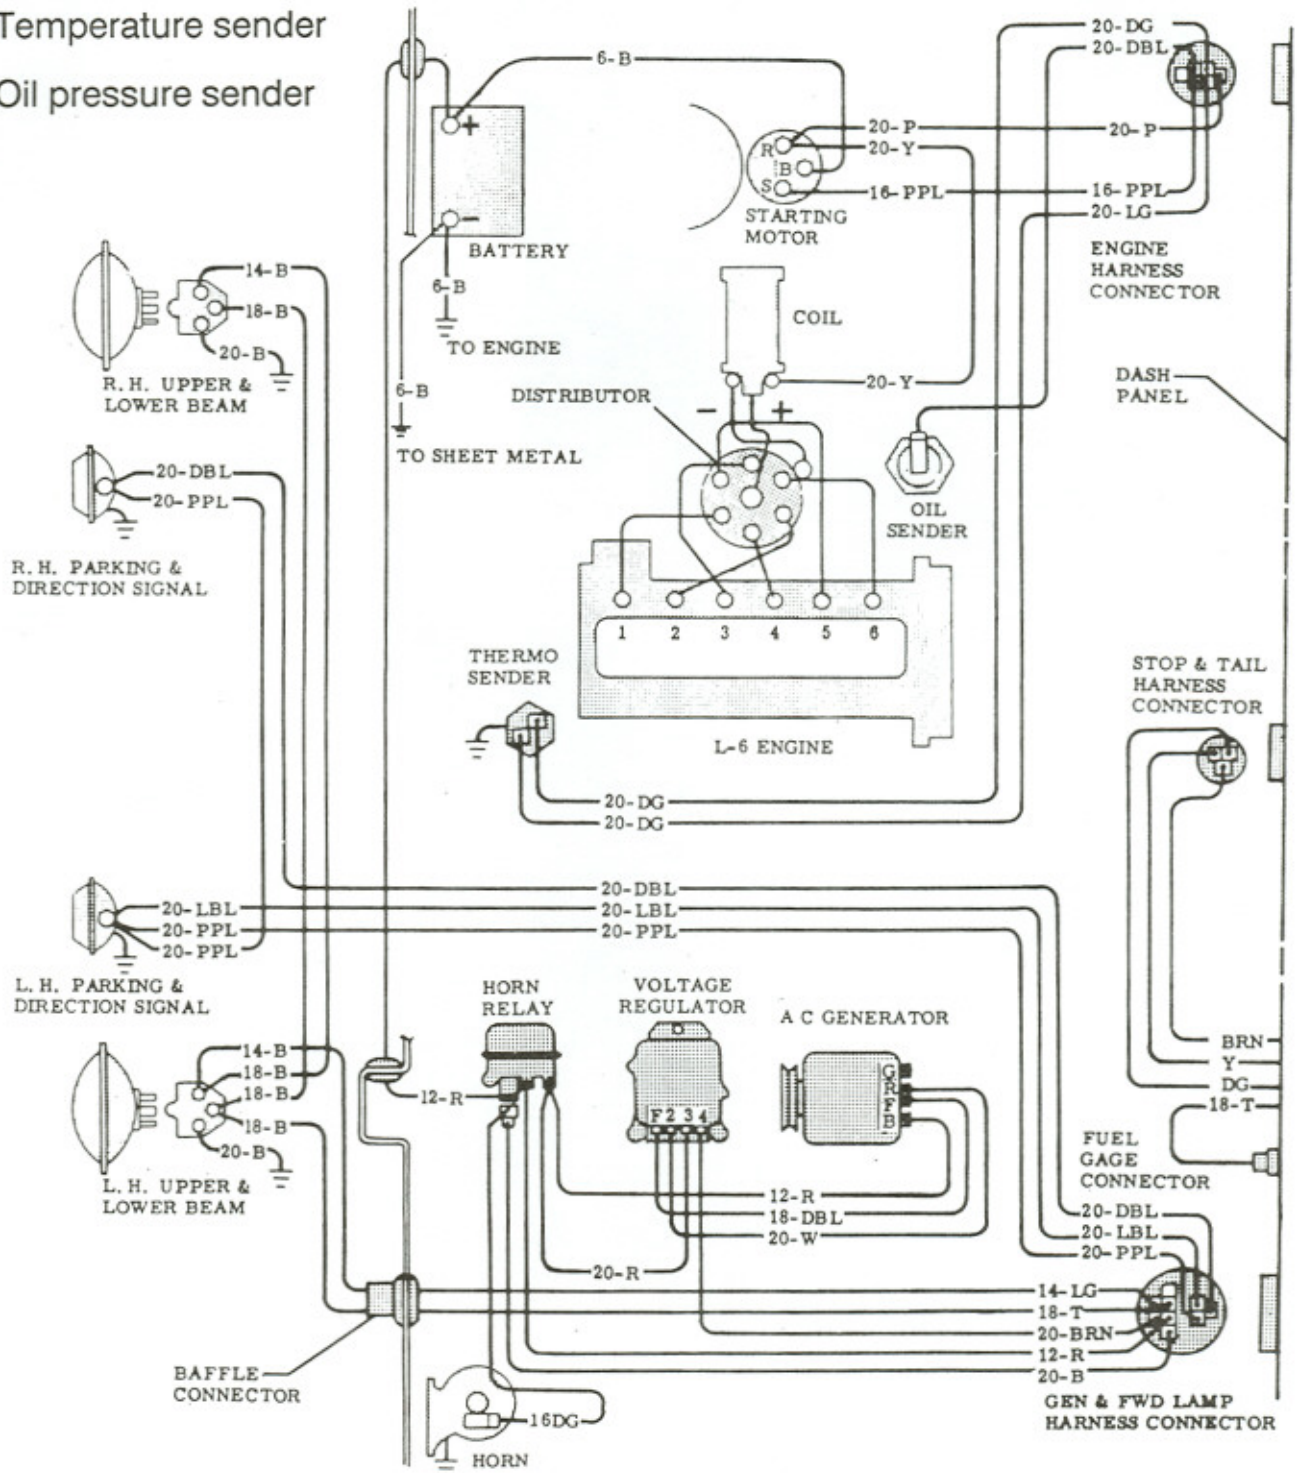 Temperature sender
Oil pressure sender
6-B
20-DG
20-DBL
20-P
20-P
R
20-Y
B
S
16-PPL
16-PPL
20-LG
+
-
STARTING
MOTOR
BATTERY
ENGINE
HARNESS
CONNECTOR
14-B
18-B
20-B
R. H. UPPER &
LOWER BEAM
6-B
TO ENGINE
6-B
TO SHEET METAL
COIL
20-Y
DISTRIBUTOR
-
+
DASH
PANEL
20-DBL
20-PPL
R. H. PARKING &
DIRECTION SIGNAL
OIL
SENDER
1 2 3 4 5 6
THERMO
SENDER
L-6 ENGINE
STOP & TAIL
HARNESS
CONNECTOR
20-DG
20-DG
20-DBL
20-LBL
20-LBL
20-PPL
20-PPL
20-PPL
L. H. PARKING &
DIRECTION SIGNAL
HORN
RELAY
VOLTAGE
REGULATOR
A C GENERATOR
G
R
F
B
F 2 3 4
BRN
Y
DG
18-T
14-B
18-B
18-B
18-B
20-B
12-R
L. H. UPPER &
LOWER BEAM
FUEL
GAGE
CONNECTOR
12-R
18-DBL
20-W
20-R
20-DBL
20-LBL
20-PPL
14-LG
18-T
20-BRN
12-R
20-B
BAFFLE
CONNECTOR
16DG
HORN
GEN & FWD LAMP
HARNESS CONNECTOR